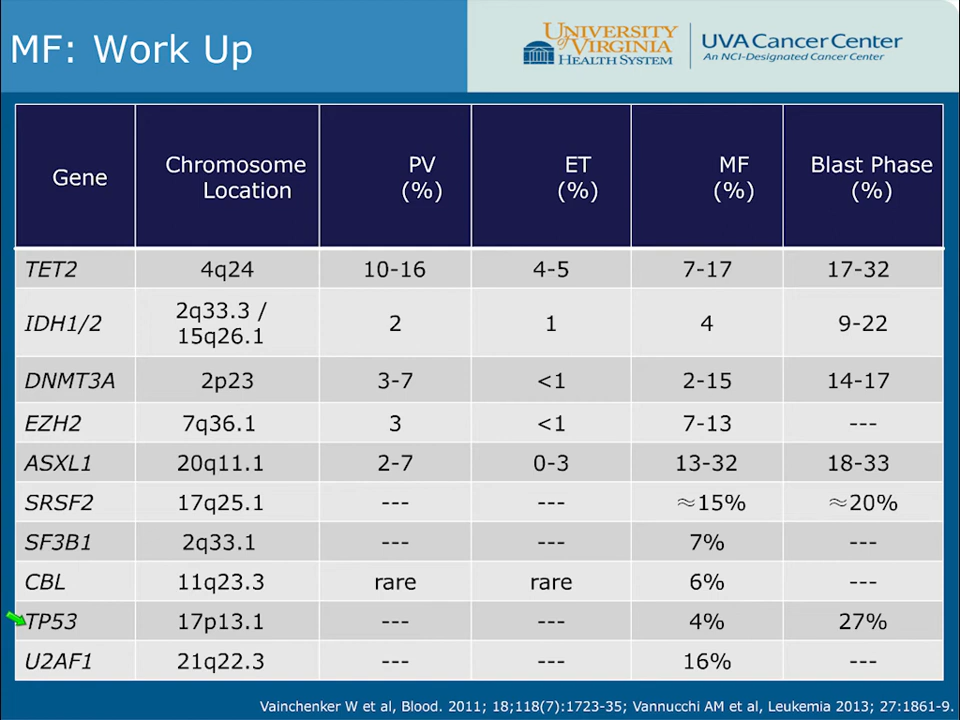 MF: Work Up
UNIVERSITY
of VIRGINIA
HEALTH SYSTEM
UVA Cancer Center
An NCI-Designated Cancer Center
Gene Chromosome Location PV (%) ET (%) MF (%) Blast Phase (%)
TET2 4q24 10-16 4-5 7-17 17-32
IDH1/2 2q33.3 / 15q26.1 2 1 4 9-22
DNMT3A 2p23 3-7 <1 2-15 14-17
EZH2 7q36.1 3 <1 7-13 ---
ASXL1 20q11.1 2-7 0-3 13-32 18-33
SRSF2 17q25.1 --- --- ≈15% ≈20%
SF3B1 2q33.1 --- --- 7% ---
CBL 11q23.3 rare rare 6% ---
TP53 17p13.1 --- --- 4% 27%
U2AF1 21q22.3 --- --- 16% ---
Vainchenker W et al, Blood. 2011; 18;118(7):1723-35; Vannucchi AM et al, Leukemia 2013; 27:1861-9.